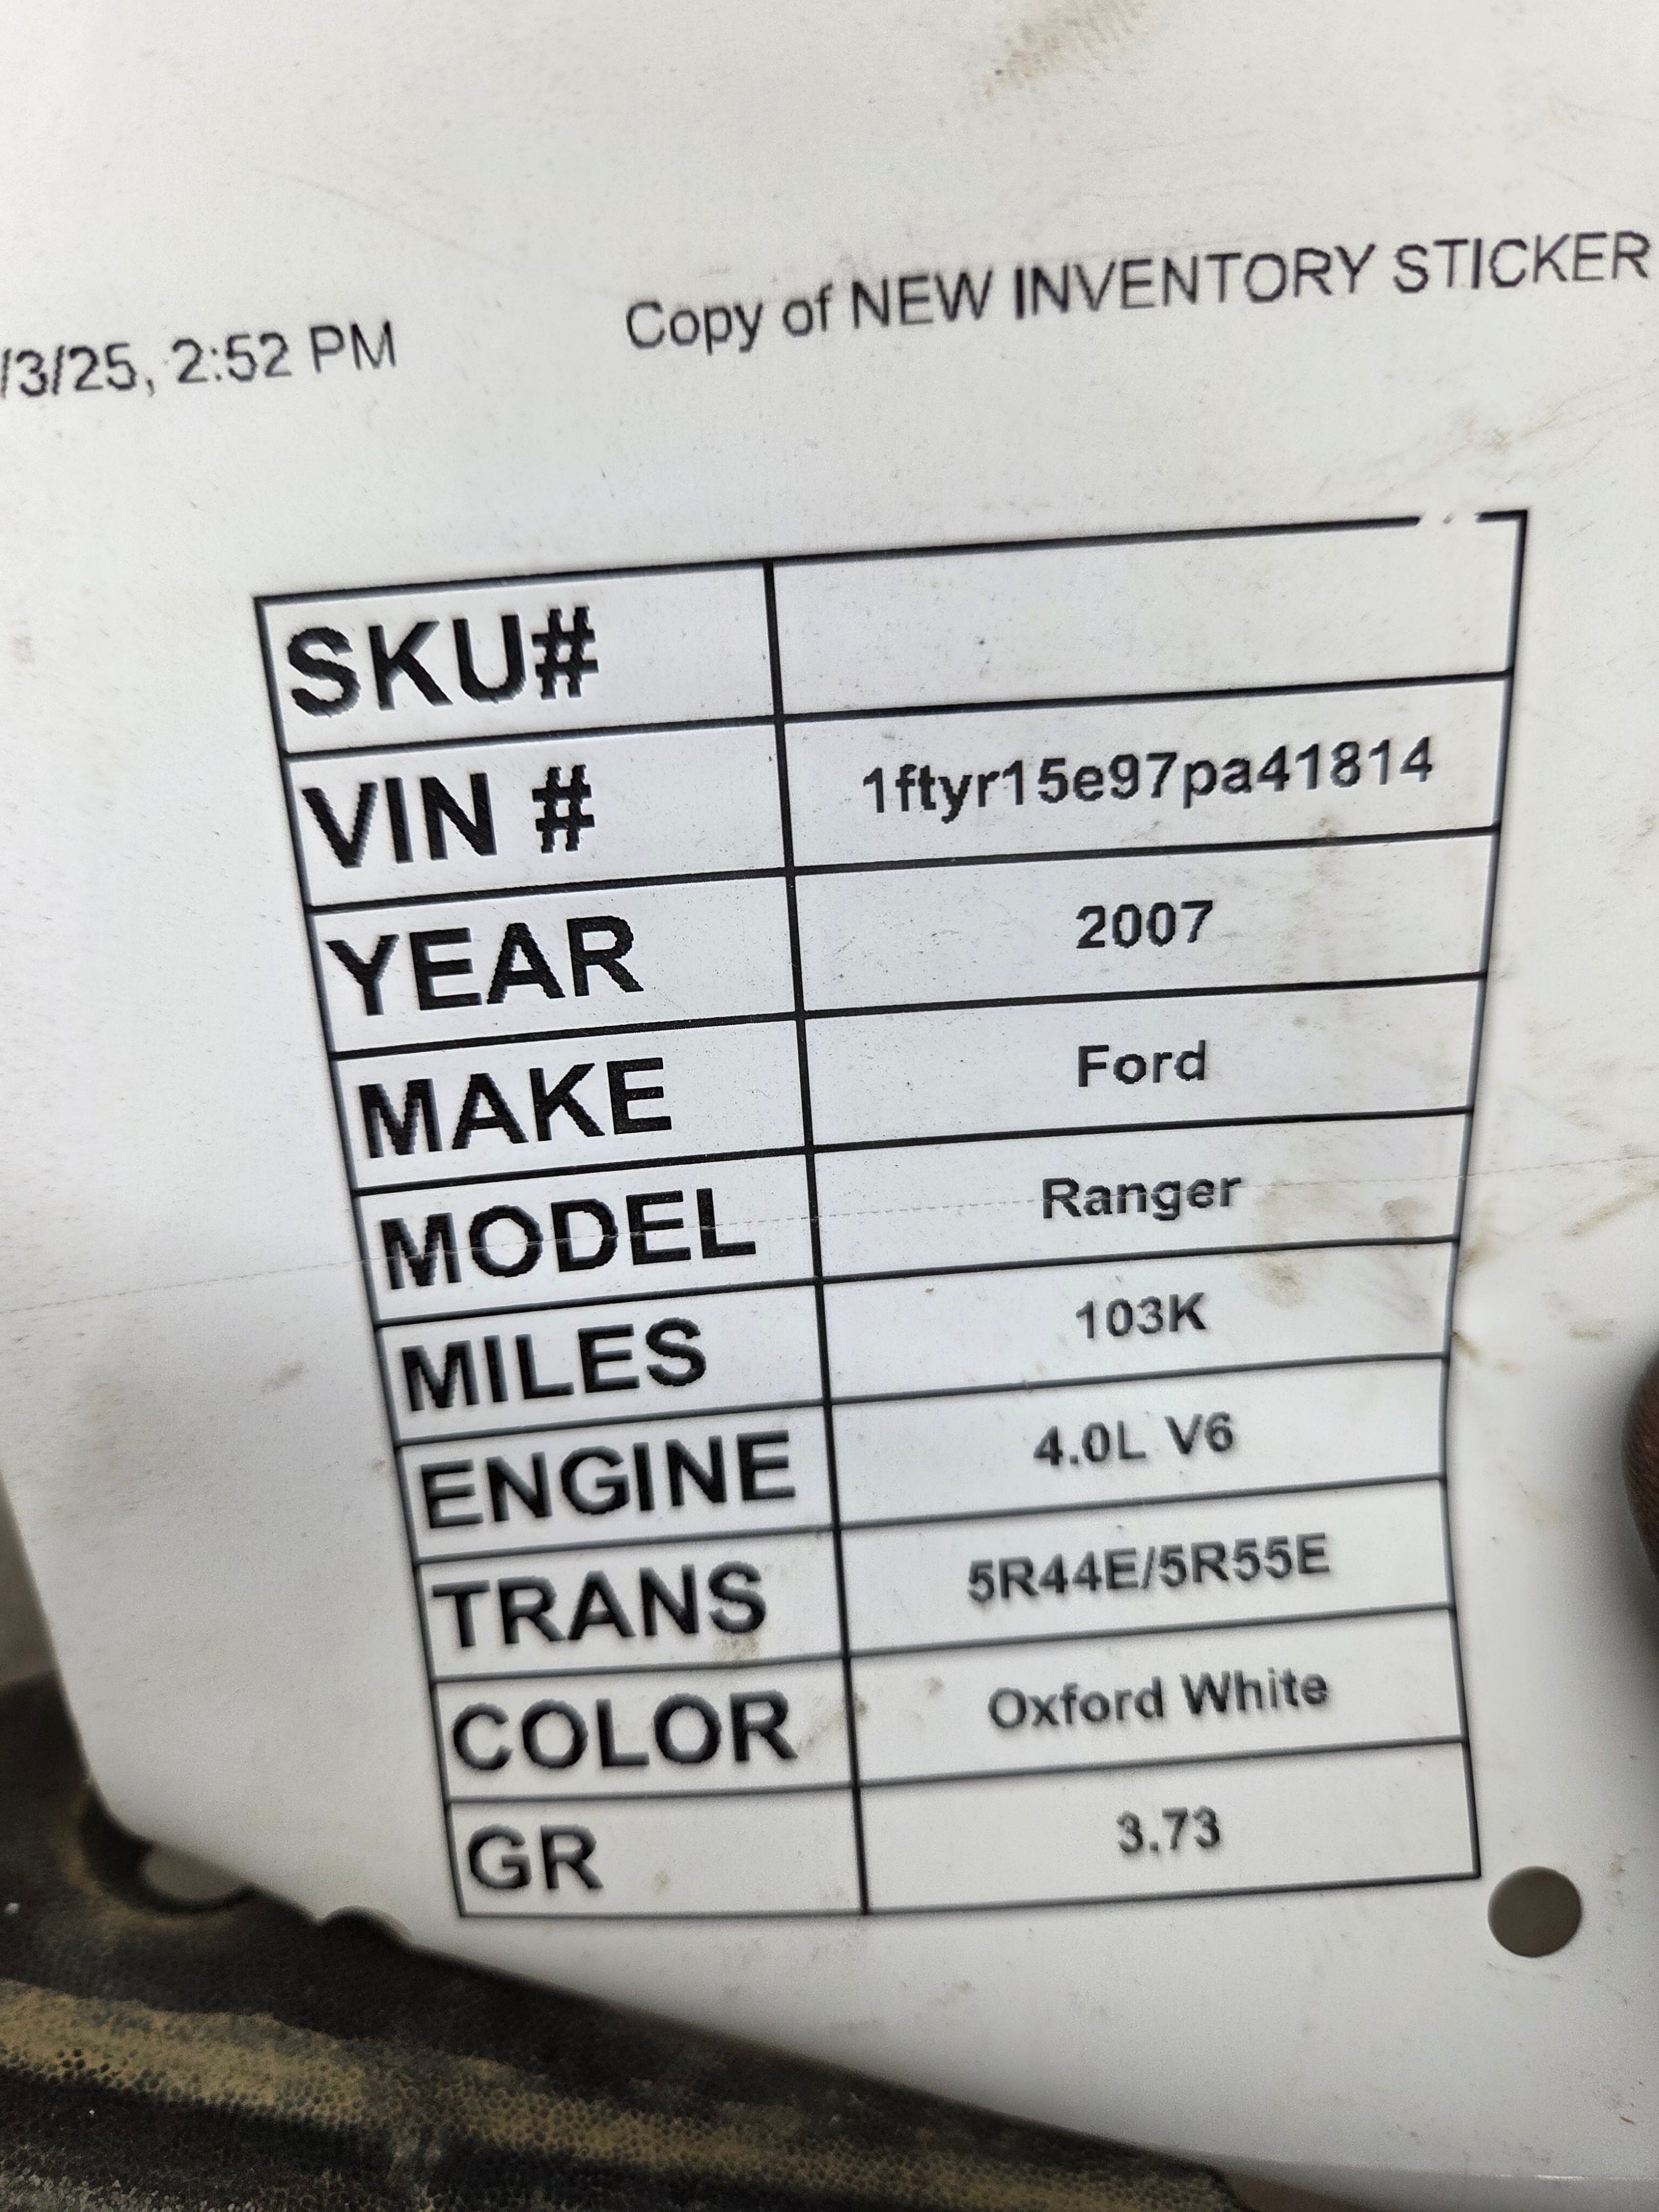 /3/25, 2:52 PM Copy of NEW INVENTORY STICKER
SKU#
VIN # 1ftyr15e97pa41814
YEAR 2007
MAKE Ford
MODEL Ranger
MILES 103K
ENGINE 4.0L V6
TRANS 5R44E/5R55E
COLOR Oxford White
GR 3.73